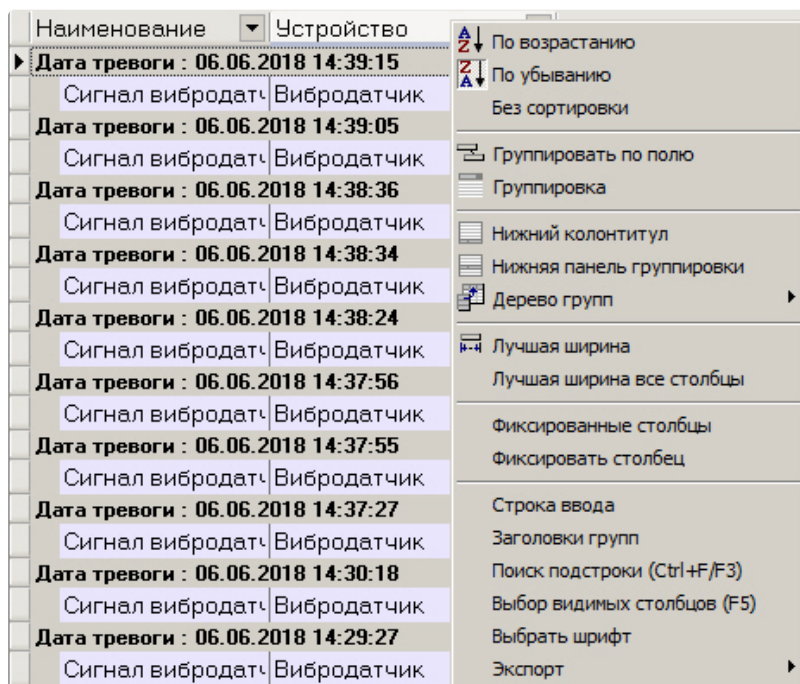 Наименование Устройство
Дата тревоги : 06.06.2018 14:39:15
Сигнал вибродатч Вибродатчик
Дата тревоги : 06.06.2018 14:39:05
Сигнал вибродатч Вибродатчик
Дата тревоги : 06.06.2018 14:38:36
Сигнал вибродатч Вибродатчик
Дата тревоги : 06.06.2018 14:38:34
Сигнал вибродатч Вибродатчик
Дата тревоги : 06.06.2018 14:38:24
Сигнал вибродатч Вибродатчик
Дата тревоги : 06.06.2018 14:37:56
Сигнал вибродатч Вибродатчик
Дата тревоги : 06.06.2018 14:37:55
Сигнал вибродатч Вибродатчик
Дата тревоги : 06.06.2018 14:37:27
Сигнал вибродатч Вибродатчик
Дата тревоги : 06.06.2018 14:30:18
Сигнал вибродатч Вибродатчик
Дата тревоги : 06.06.2018 14:29:27
Сигнал вибродатч Вибродатчик
По возрастанию
По убыванию
Без сортировки
Группировать по полю
Группировка
Нижний колонтитул
Нижняя панель группировки
Дерево групп
Лучшая ширина
Лучшая ширина все столбцы
Фиксированные столбцы
Фиксировать столбец
Строка ввода
Заголовки групп
Поиск подстроки (Ctrl+F/F3)
Выбор видимых столбцов (F5)
Выбрать шрифт
Экспорт